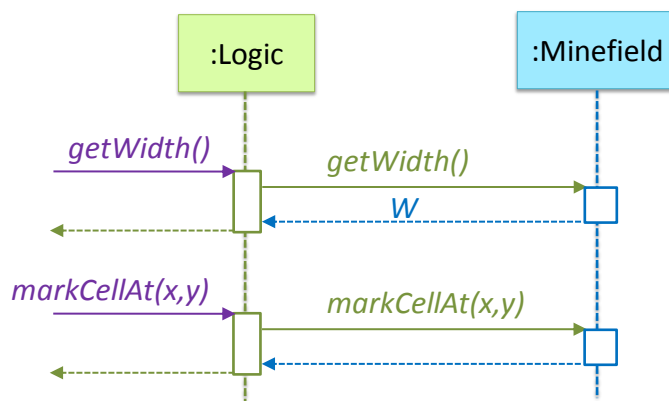 :Logic
:Minefield
getWidth()
getWidth()
W
markCellAt(x,y)
markCellAt(x,y)